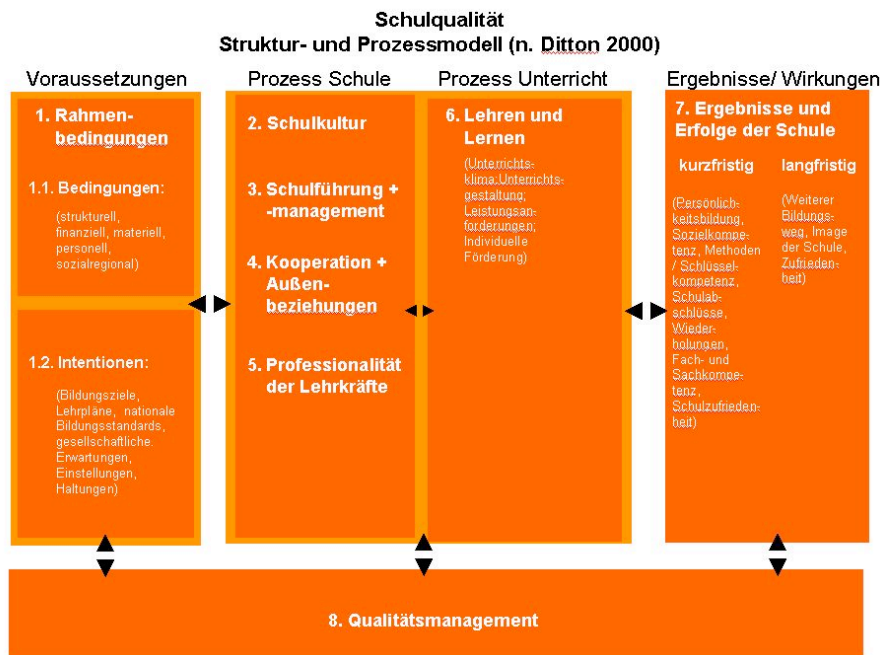 Schulqualität
Struktur- und Prozessmodell (n. Ditton 2000)
Voraussetzungen
1. Rahmen-
bedingungen
1.1. Bedingungen:
(strukturell,
finanziell, materiell,
personell,
sozialregional)
1.2. Intentionen:
(Bildungsziele,
Lehrpläne, nationale
Bildungsstandards,
gesellschaftliche
Erwartungen,
Einstellungen,
Haltungen)
Prozess Schule
2. Schulkultur
3. Schulführung +
-management
4. Kooperation +
Außen-
beziehungen
5. Professionalität
der Lehrkräfte
Prozess Unterricht
6. Lehren und
Lernen
(Unterrichts-
klima:Unterrichts-
gestaltung;
Leistungsan-
forderungen;
Individuelle
Förderung)
Ergebnisse/ Wirkungen
7. Ergebnisse und
Erfolge der Schule
kurzfristig
(Persönlich-
keitsbildung,
Sozielkompe-
tenz, Methoden
/ Schlüssel-
kompetenz,
Schulab-
schlüsse,
Wieder-
holungen,
Fach- und
Sachkompe-
tenz,
Schulzufrieden-
heit)
langfristig
(Weiterer
Bildungs-
weg, Image
der Schule,
Zufrieden-
heit)
8. Qualitätsmanagement